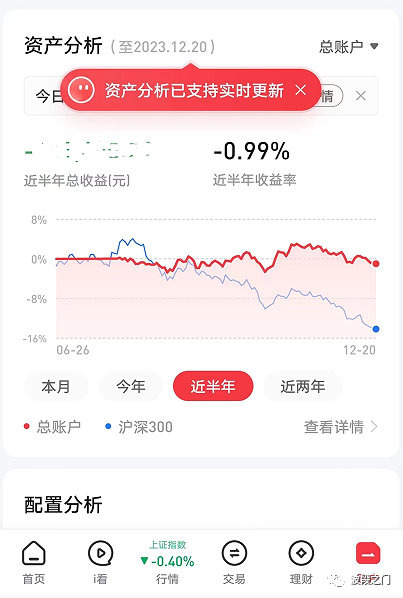 资产分析（至2023.12.20）
总账户
资产分析已支持实时更新 ×
今日
情 ×
-0.99%
近半年总收益(元)
近半年收益率
8%
0%
-8%
-16%
06-26
12-20
本月
今年
近半年
近两年
总账户
沪深300
查看详情
配置分析
首页
i看
上证指数
▼-0.40%
行情
交易
理财
之门